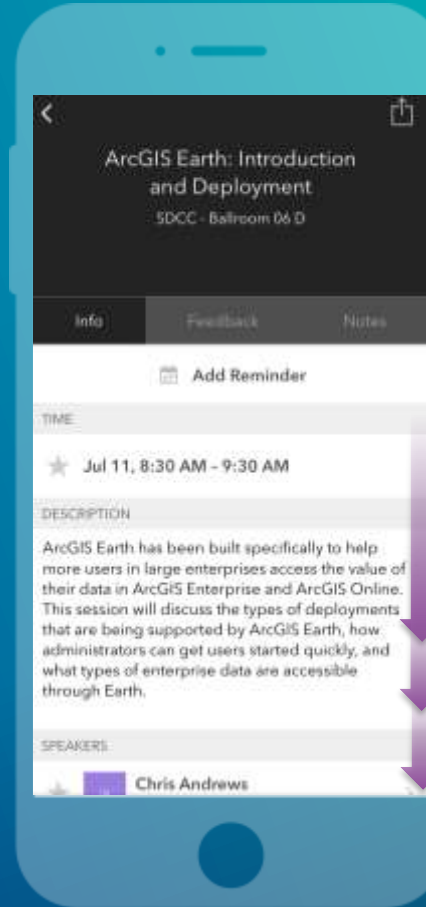 ArcGIS Earth: Introduction
and Deployment
SDCC - Ballroom 06 D
Info
Feedback
Notes
Add Reminder
TIME
Jul 11, 8:30 AM - 9:30 AM
DESCRIPTION
ArcGIS Earth has been built specifically to help
more users in large enterprises access the value of
their data in ArcGIS Enterprise and ArcGIS Online.
This session will discuss the types of deployments
that are being supported by ArcGIS Earth, how
administrators can get users started quickly, and
what types of enterprise data are accessible
through Earth.
SPEAKERS
Chris Andrews